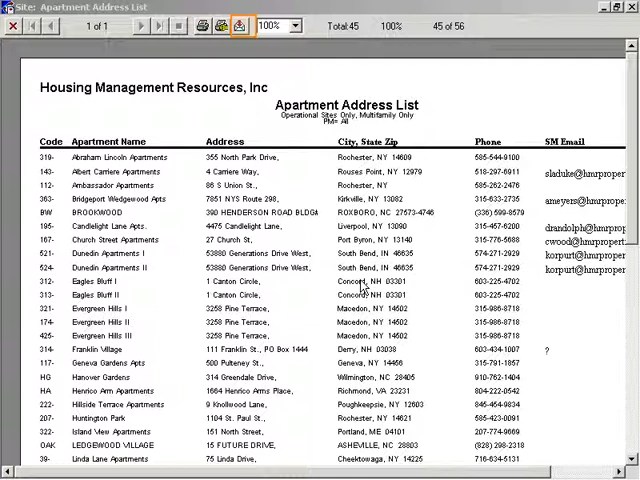 Site: Apartment Address List
1 of 1 100% Total:45 100% 45 of 56
Housing Management Resources, Inc
Apartment Address List
Operational Sites Only, Multifamily Only
PM= All
Code Apartment Name Address City, State Zip Phone SM Email
319- Abraham Lincoln Apartments 355 North Park Drive, Rochester, NY 14609 585-544-9100
143- Albert Carriere Apartments 4 Carriere Way, Rouses Point, NY 12979 518-297-6911 sladuke@hmrproper
112- Ambassador Apartments 86 S Union St., Rochester, NY 585-262-2476
363- Bridgeport Wedgewood Apts 7851 NYS Route 298, Kirkville, NY 13082 315-633-2735 ameyers@hmrproper
BW BROOKWOOD 390 HENDERSON ROAD BLDG# ROXBORO, NC 27573-4746 (336) 599-8579
195- Candlelight Lane Apts. 4475 Candlelight Lane, Liverpool, NY 13090 315-457-6200 drandolph@hmrprop
167- Church Street Apartments 27 Church St, Port Byron, NY 13140 315-776-5688 cwood@hmrpropert
521- Dunedin Apartments I 53880 Generations Drive West, South Bend, IN 46635 574-271-2929 korpurt@hmrproper
524- Dunedin Apartments II 53880 Generations Drive West, South Bend, IN 46635 574-271-2929 korpurt@hmrproper
312- Eagles Bluff I 1 Canton Circle, Concord, NH 03301 603-225-4702
313- Eagles Bluff II 1 Canton Circle, Concord, NH 03301 603-225-4702
321- Evergreen Hills I 3258 Pine Terrace, Macedon, NY 14502 315-986-8718
174- Evergreen Hills II 3258 Pine Terrace, Macedon, NY 14502 315-986-8718
425- Evergreen Hills III 3258 Pine Terrace, Macedon, NY 14502 315-986-8718
314- Franklin Village 111 Franklin St., PO Box 1444 Derry, NH 03038 603-434-1007 ?
117- Geneva Gardens Apts 500 Pulteney St., Geneva, NY 14456 315-791-1857
HG Hanover Gardens 314 Greendale Drive, Wilmington, NC 28405 910-762-1404
HA Henrico Arm Apartments 1664 Henrico Arms Place, Richmond, VA 23231 804-222-0542
222- Hillside Terrace Apartments 9 Knollwood Lane, Poughkeepsie, NY 12603 845-454-9834
207- Huntington Park 1104 St. Paul St., Rochester, NY 14621 585-423-0091
322- Island View Apartments 151 North Street, Portland, ME 04101 207-774-9669
OAK LEDGEWOOD VILLAGE 15 FUTURE DRIVE, ASHEVILLE, NC 28803 (828) 298-2318
39- Linda Lane Apartments 75 Linda Drive, Cheektowaga, NY 14225 716-634-5131